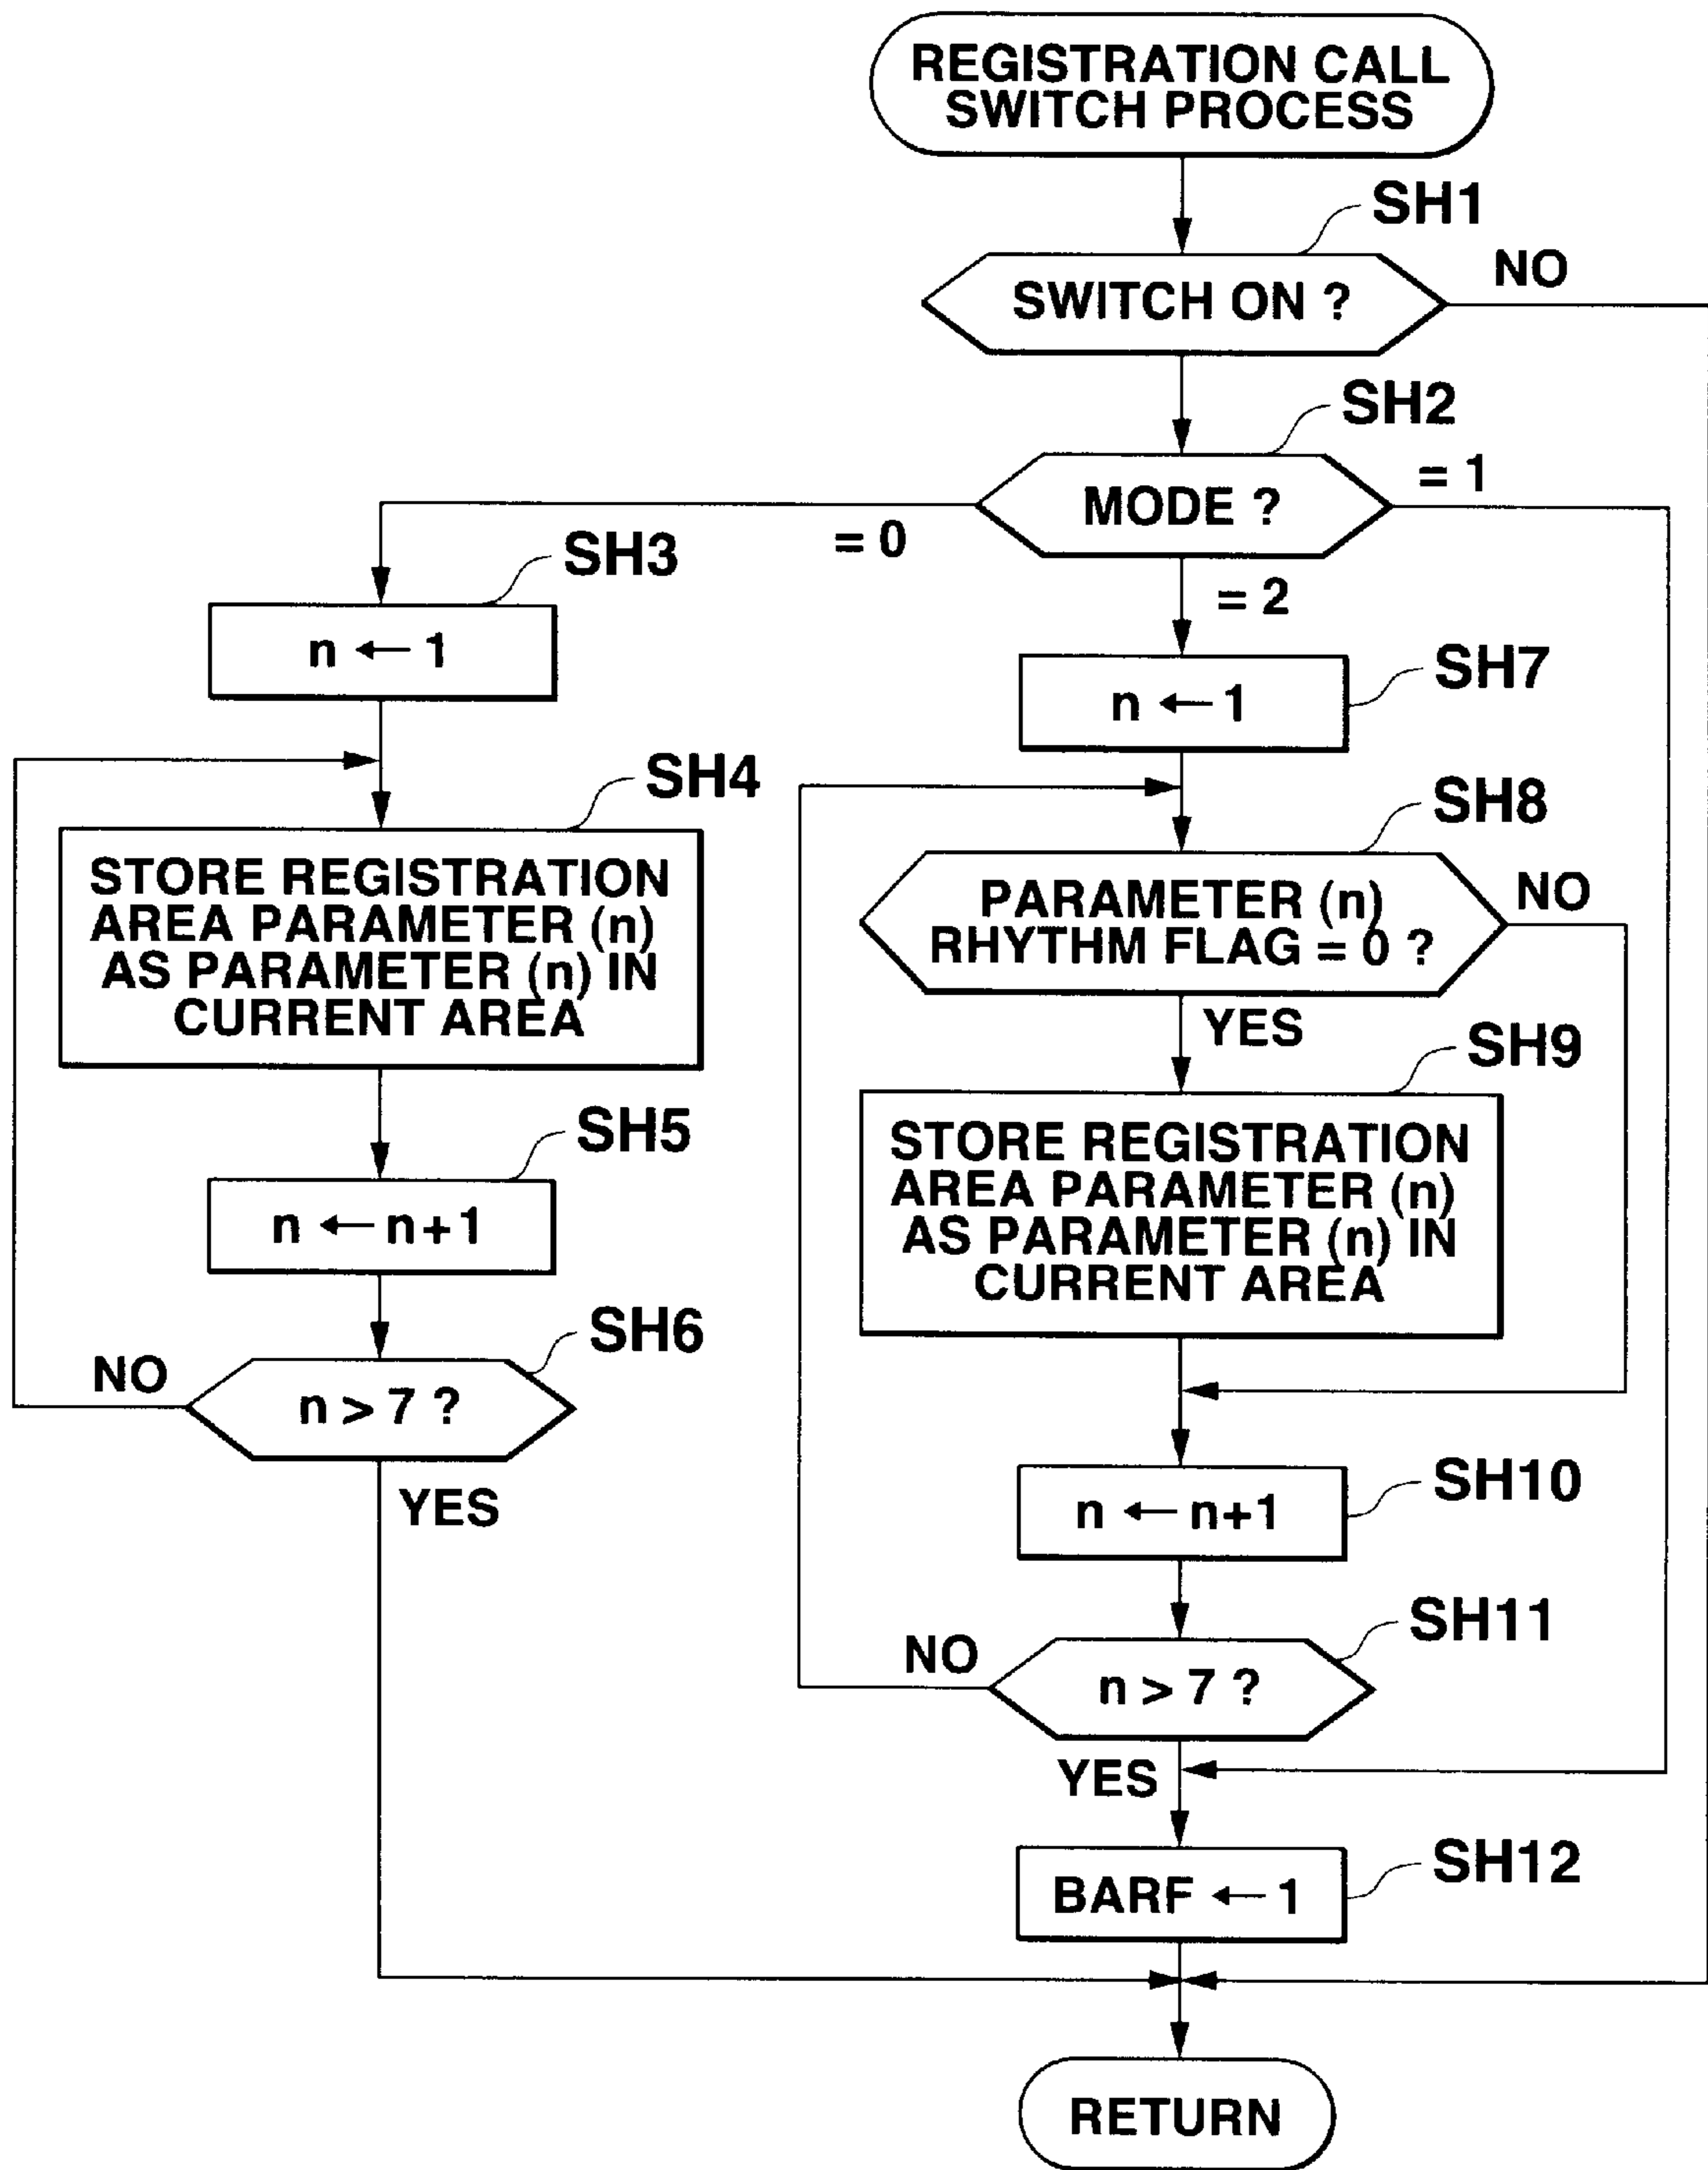 REGISTRATION CALL
SWITCH PROCESS
SH1
SWITCH ON ?
NO
SH2
MODE ?
= 1
= 0
= 2
SH3
n ← 1
SH7
n ← 1
SH4
STORE REGISTRATION
AREA PARAMETER (n)
AS PARAMETER (n) IN
CURRENT AREA
SH8
PARAMETER (n)
RHYTHM FLAG = 0 ?
NO
YES
SH5
n ← n+1
SH9
STORE REGISTRATION
AREA PARAMETER (n)
AS PARAMETER (n) IN
CURRENT AREA
SH6
n > 7 ?
NO
YES
SH10
n ← n+1
SH11
n > 7 ?
NO
YES
SH12
BARF ← 1
RETURN